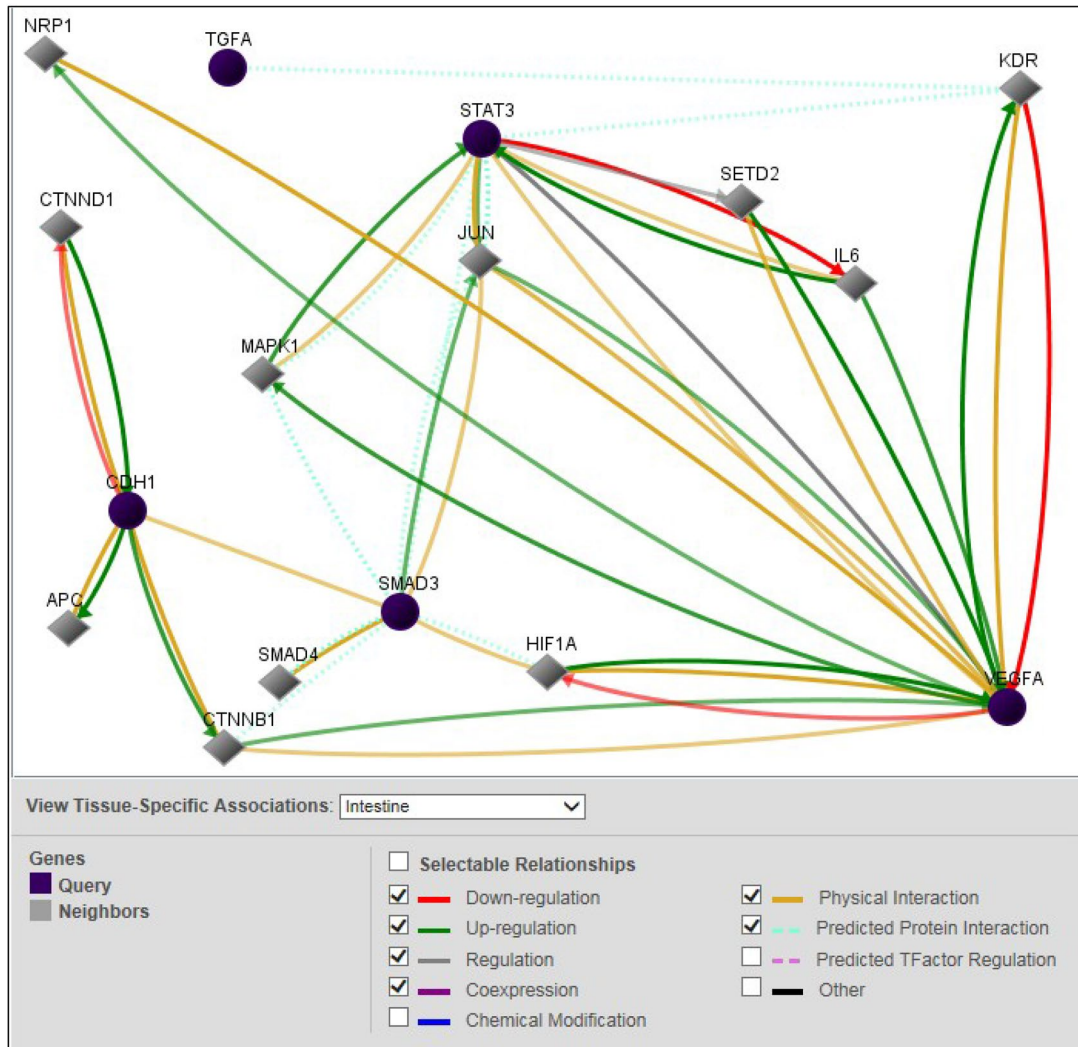 NRP1
TGFA
KDR
STAT3
SETD2
CTNND1
JUN
IL6
MAPK1
CDH1
SMAD3
APC
HIF1A
SMAD4
VEGFA
CTNNB1
View Tissue-Specific Associations: Intestine
Genes
Query
Neighbors
Selectable Relationships
Down-regulation
Up-regulation
Regulation
Coexpression
Chemical Modification
Physical Interaction
Predicted Protein Interaction
Predicted TFactor Regulation
Other